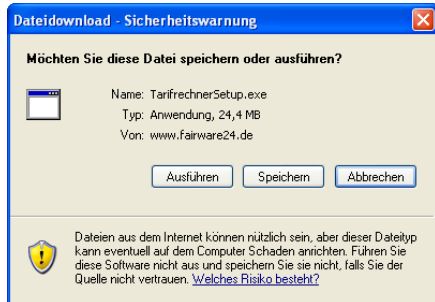 Dateidownload - Sicherheitswarnung
Möchten Sie diese Datei speichern oder ausführen?
Name: TarifrechnerSetup.exe
Typ: Anwendung, 24,4 MB
Von: www.fairware24.de
Ausführen Speichern Abbrechen
Dateien aus dem Internet können nützlich sein, aber dieser Dateityp
kann eventuell auf dem Computer Schaden anrichten. Führen Sie
diese Software nicht aus und speichern Sie sie nicht, falls Sie der
Quelle nicht vertrauen. Welches Risiko besteht?